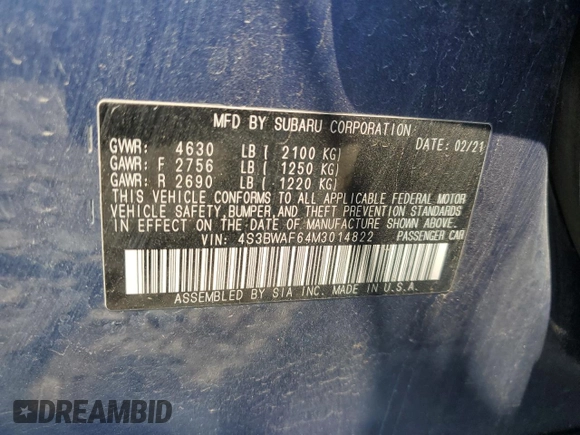 MFD BY SUBARU CORPORATION
GVWR: 4630 LB ( 2100 KG) DATE: 02/21
GAWR: F 2756 LB ( 1250 KG)
GAWR: R 2690 LB ( 1220 KG)
THIS VEHICLE CONFORMS TO ALL APPLICABLE FEDERAL MOTOR
VEHICLE SAFETY, BUMPER, AND THEFT PREVENTION STANDARDS
IN EFFECT ON THE DATE OF MANUFACTURE SHOWN ABOVE.
VIN: 4S3BWAF64M3014822 PASSENGER CAR
ASSEMBLED BY SIA INC. MADE IN U.S.A.
DREAMBID